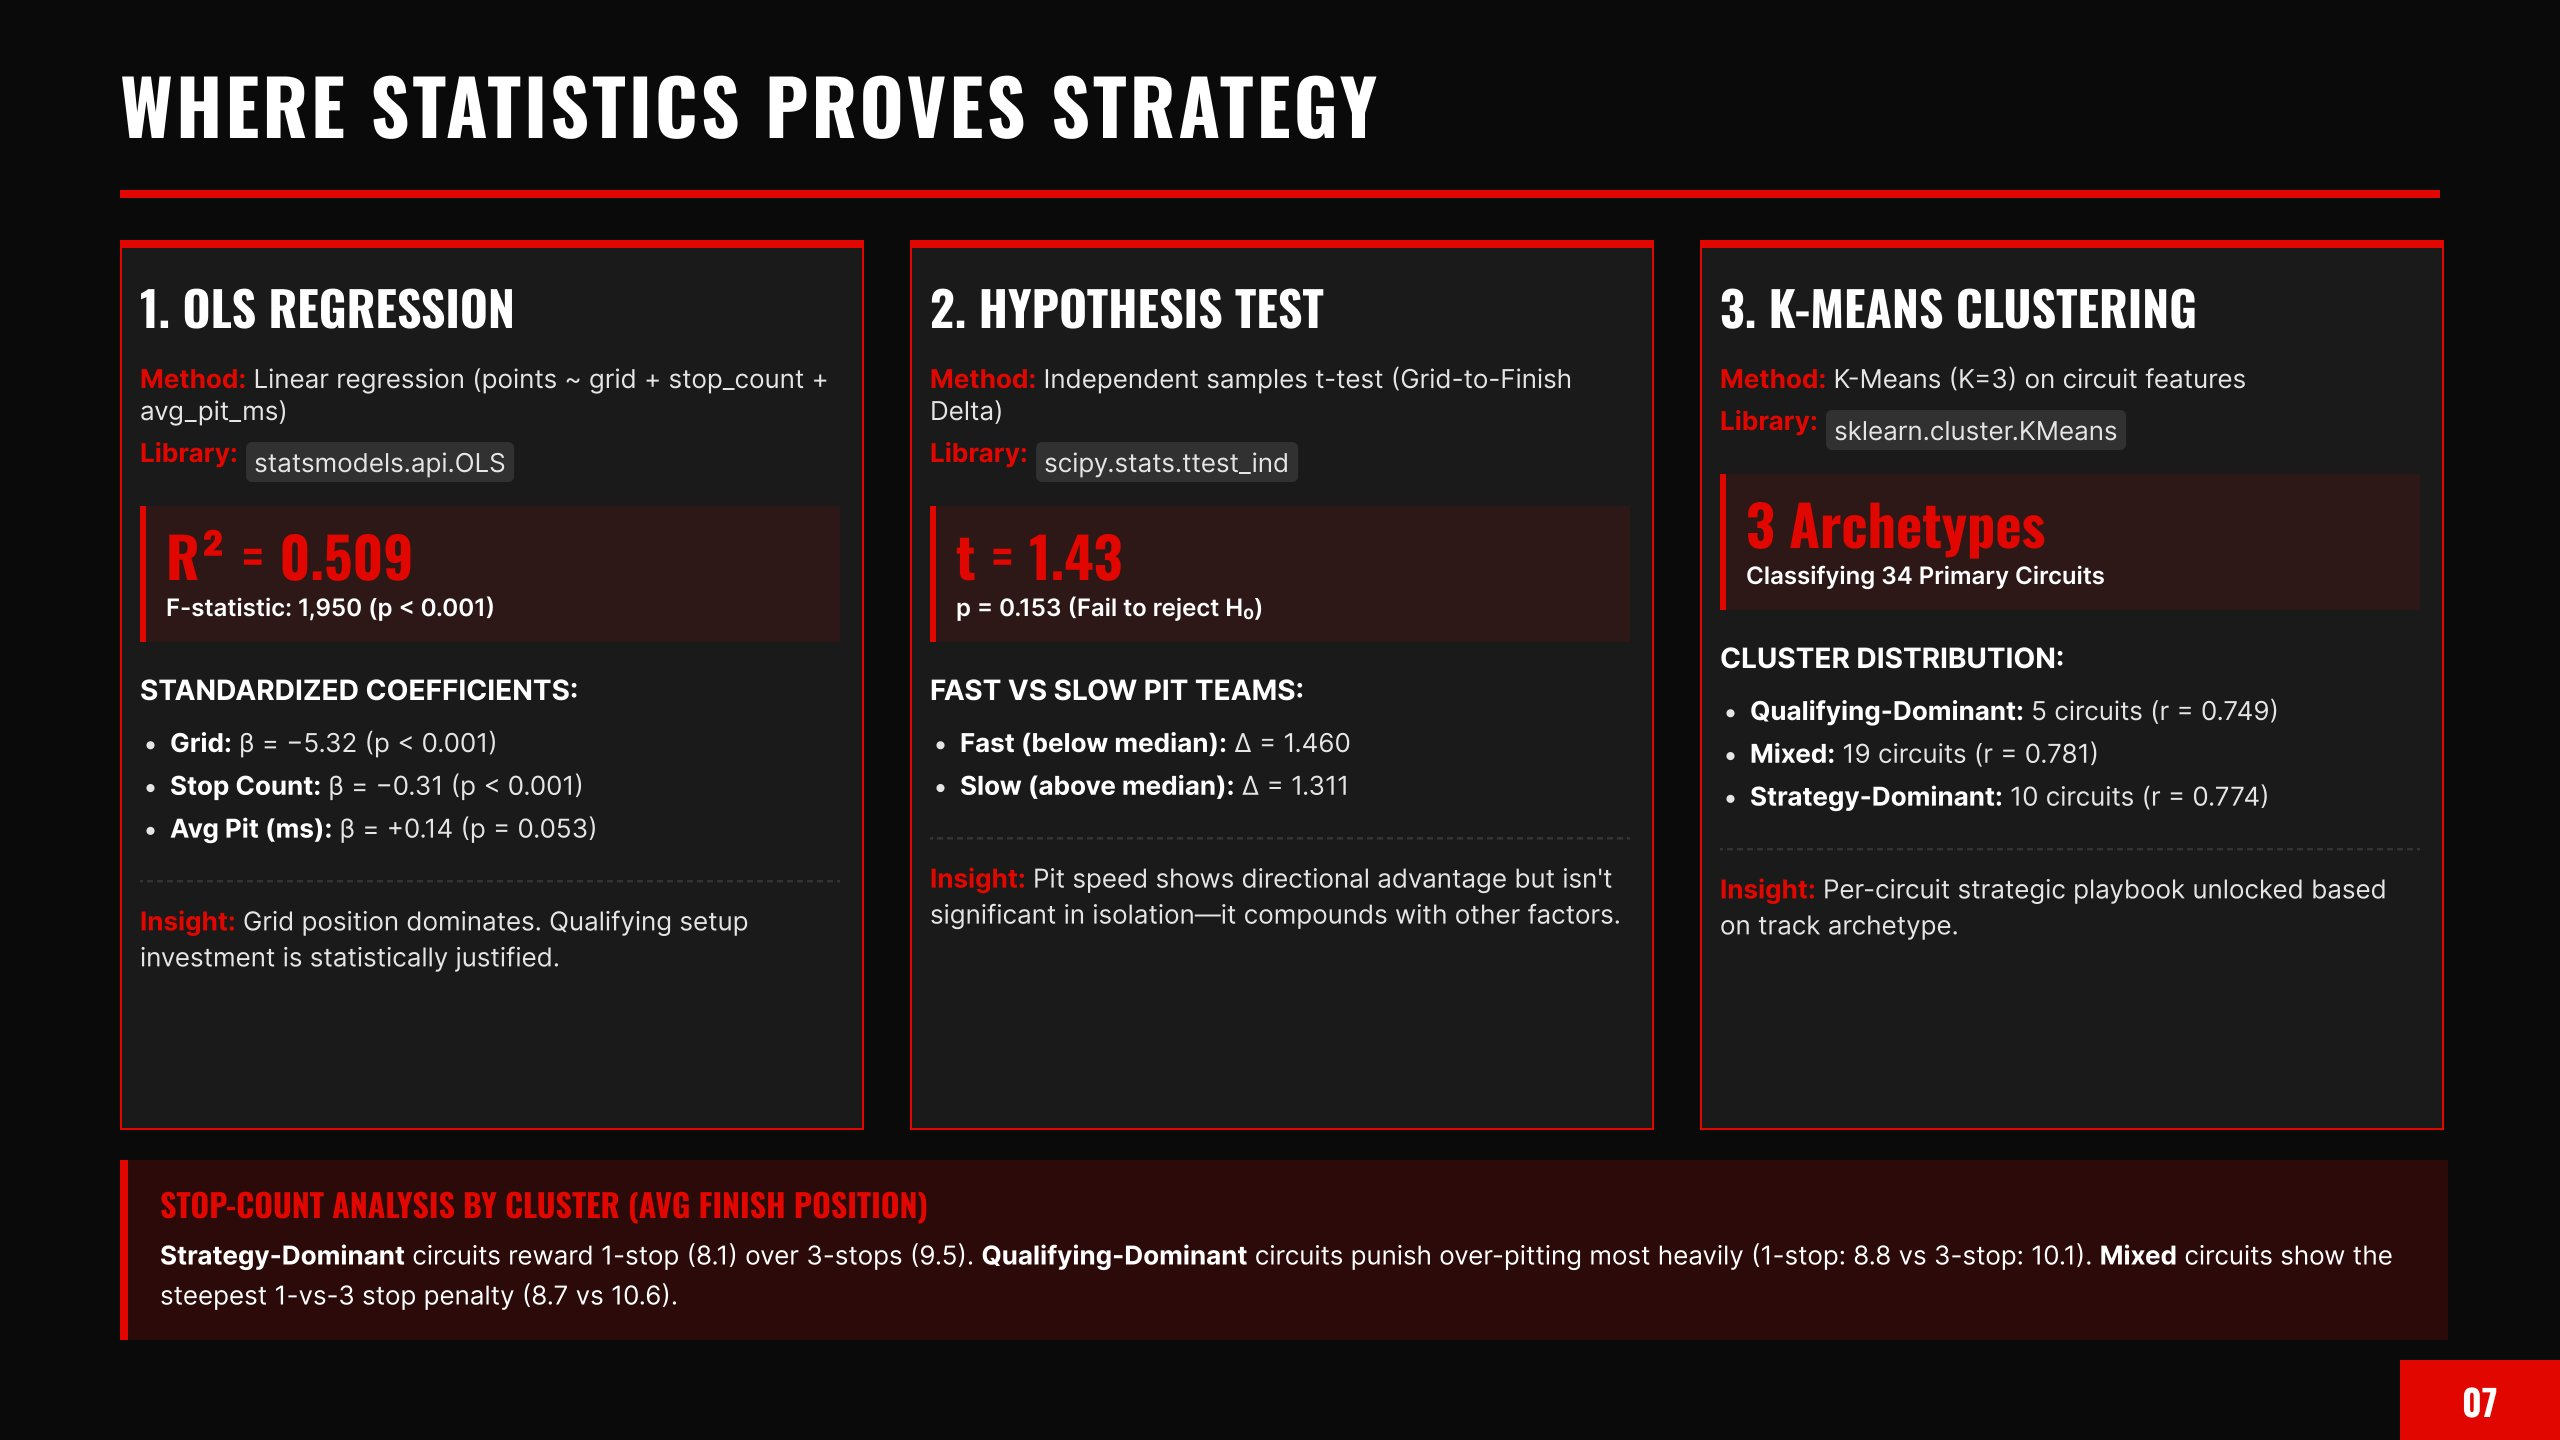 WHERE STATISTICS PROVES STRATEGY
1. OLS REGRESSION
Method: Linear regression (points ~ grid + stop_count +
avg_pit_ms)
Library: statsmodels.api.OLS
R² = 0.509
F-statistic: 1,950 (p < 0.001)
STANDARDIZED COEFFICIENTS:
• Grid: β = −5.32 (p < 0.001)
• Stop Count: β = −0.31 (p < 0.001)
• Avg Pit (ms): β = +0.14 (p = 0.053)
Insight: Grid position dominates. Qualifying setup
investment is statistically justified.
2. HYPOTHESIS TEST
Method: Independent samples t-test (Grid-to-Finish
Delta)
Library: scipy.stats.ttest_ind
t = 1.43
p = 0.153 (Fail to reject H₀)
FAST VS SLOW PIT TEAMS:
• Fast (below median): Δ = 1.460
• Slow (above median): Δ = 1.311
Insight: Pit speed shows directional advantage but isn't
significant in isolation—it compounds with other factors.
3. K-MEANS CLUSTERING
Method: K-Means (K=3) on circuit features
Library: sklearn.cluster.KMeans
3 Archetypes
Classifying 34 Primary Circuits
CLUSTER DISTRIBUTION:
• Qualifying-Dominant: 5 circuits (r = 0.749)
• Mixed: 19 circuits (r = 0.781)
• Strategy-Dominant: 10 circuits (r = 0.774)
Insight: Per-circuit strategic playbook unlocked based
on track archetype.
STOP-COUNT ANALYSIS BY CLUSTER (AVG FINISH POSITION)
Strategy-Dominant circuits reward 1-stop (8.1) over 3-stops (9.5). Qualifying-Dominant circuits punish over-pitting most heavily (1-stop: 8.8 vs 3-stop: 10.1). Mixed circuits show the
steepest 1-vs-3 stop penalty (8.7 vs 10.6).
07